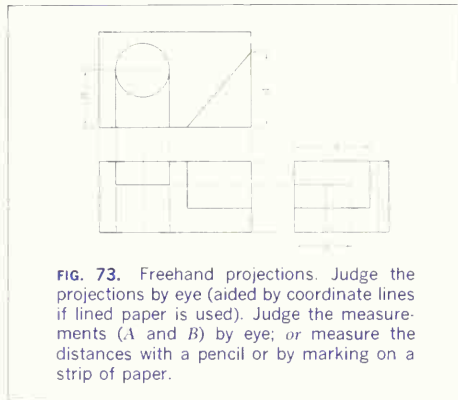 FIG. 73. Freehand projections. Judge the
projections by eye (aided by coordinate lines
if lined paper is used). Judge the measure-
ments (A and B) by eye; or measure the
distances with a pencil or by marking on a
strip of paper.